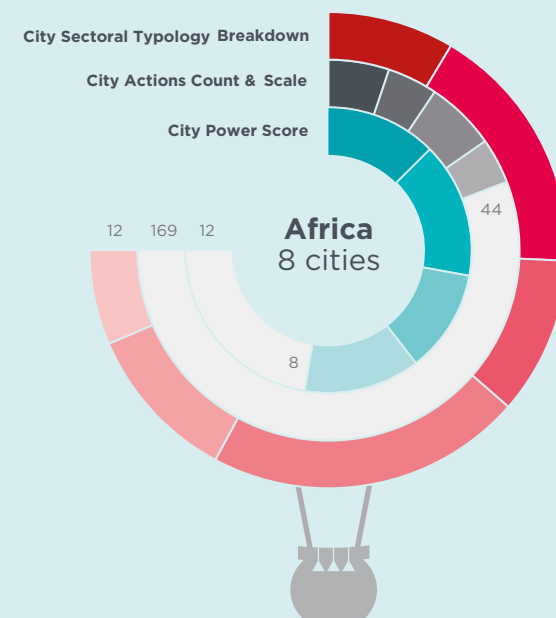 City Sectoral Typology Breakdown
City Actions Count & Scale
City Power Score
44
12 169 12
Africa
8 cities
8